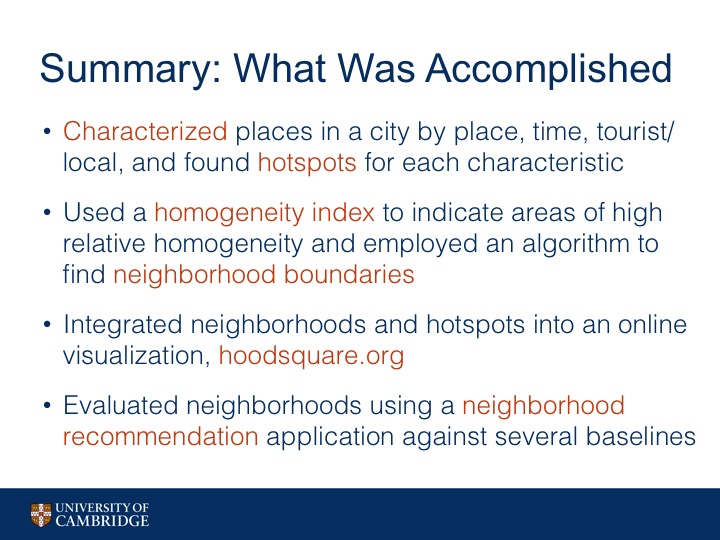 Summary: What Was Accomplished
• Characterized places in a city by place, time, tourist/
local, and found hotspots for each characteristic
• Used a homogeneity index to indicate areas of high
relative homogeneity and employed an algorithm to
find neighborhood boundaries
• Integrated neighborhoods and hotspots into an online
visualization, hoodsquare.org
• Evaluated neighborhoods using a neighborhood
recommendation application against several baselines
UNIVERSITY OF
CAMBRIDGE